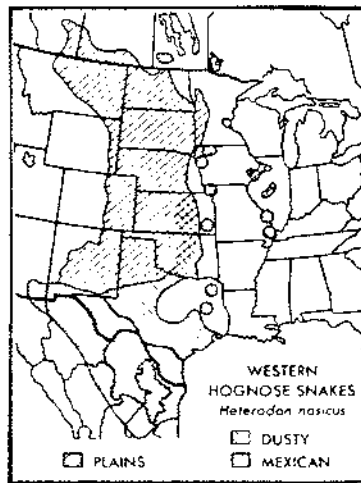 WESTERN
HOGNOSE SNAKES
Heterodon nasicus
DUSTY
PLAINS
MEXICAN